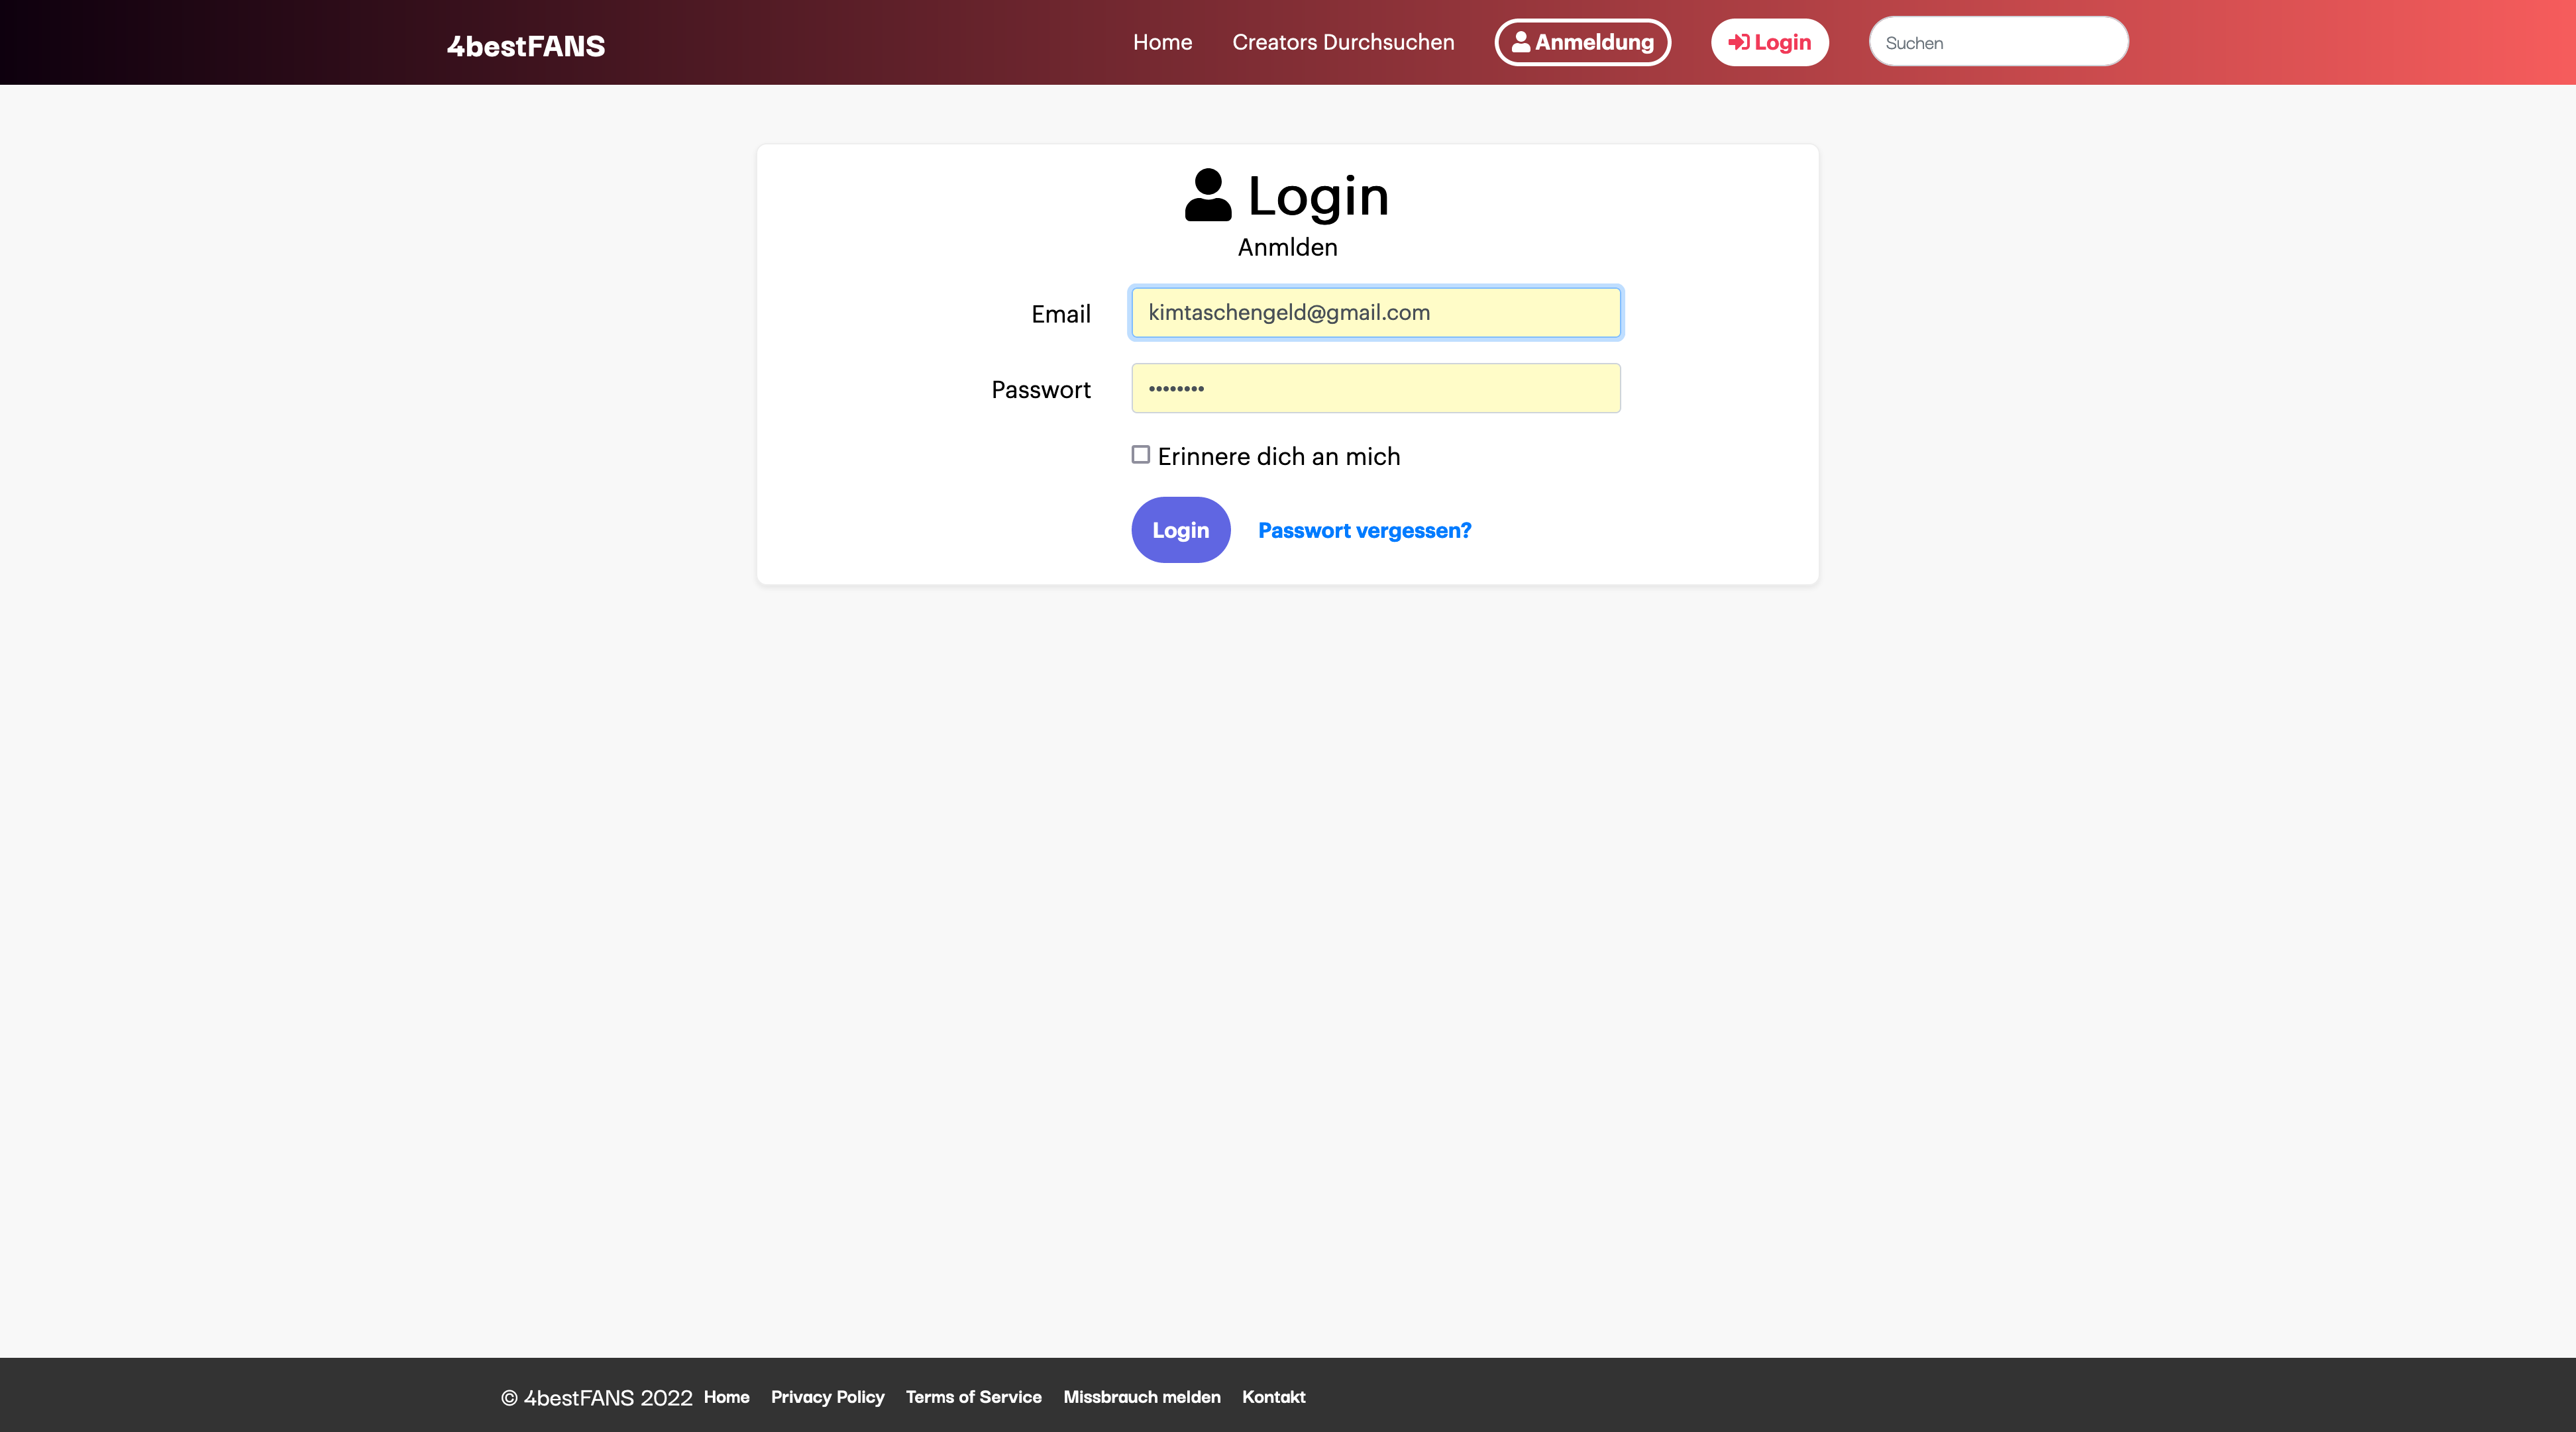 4bestFANS Home Creators Durchsuchen Anmeldung Login Suchen
Login
Anmlden
Email kimtaschengeld@gmail.com
Passwort ••••••••
Erinnere dich an mich
Login Passwort vergessen?
© 4bestFANS 2022 Home Privacy Policy Terms of Service Missbrauch melden Kontakt